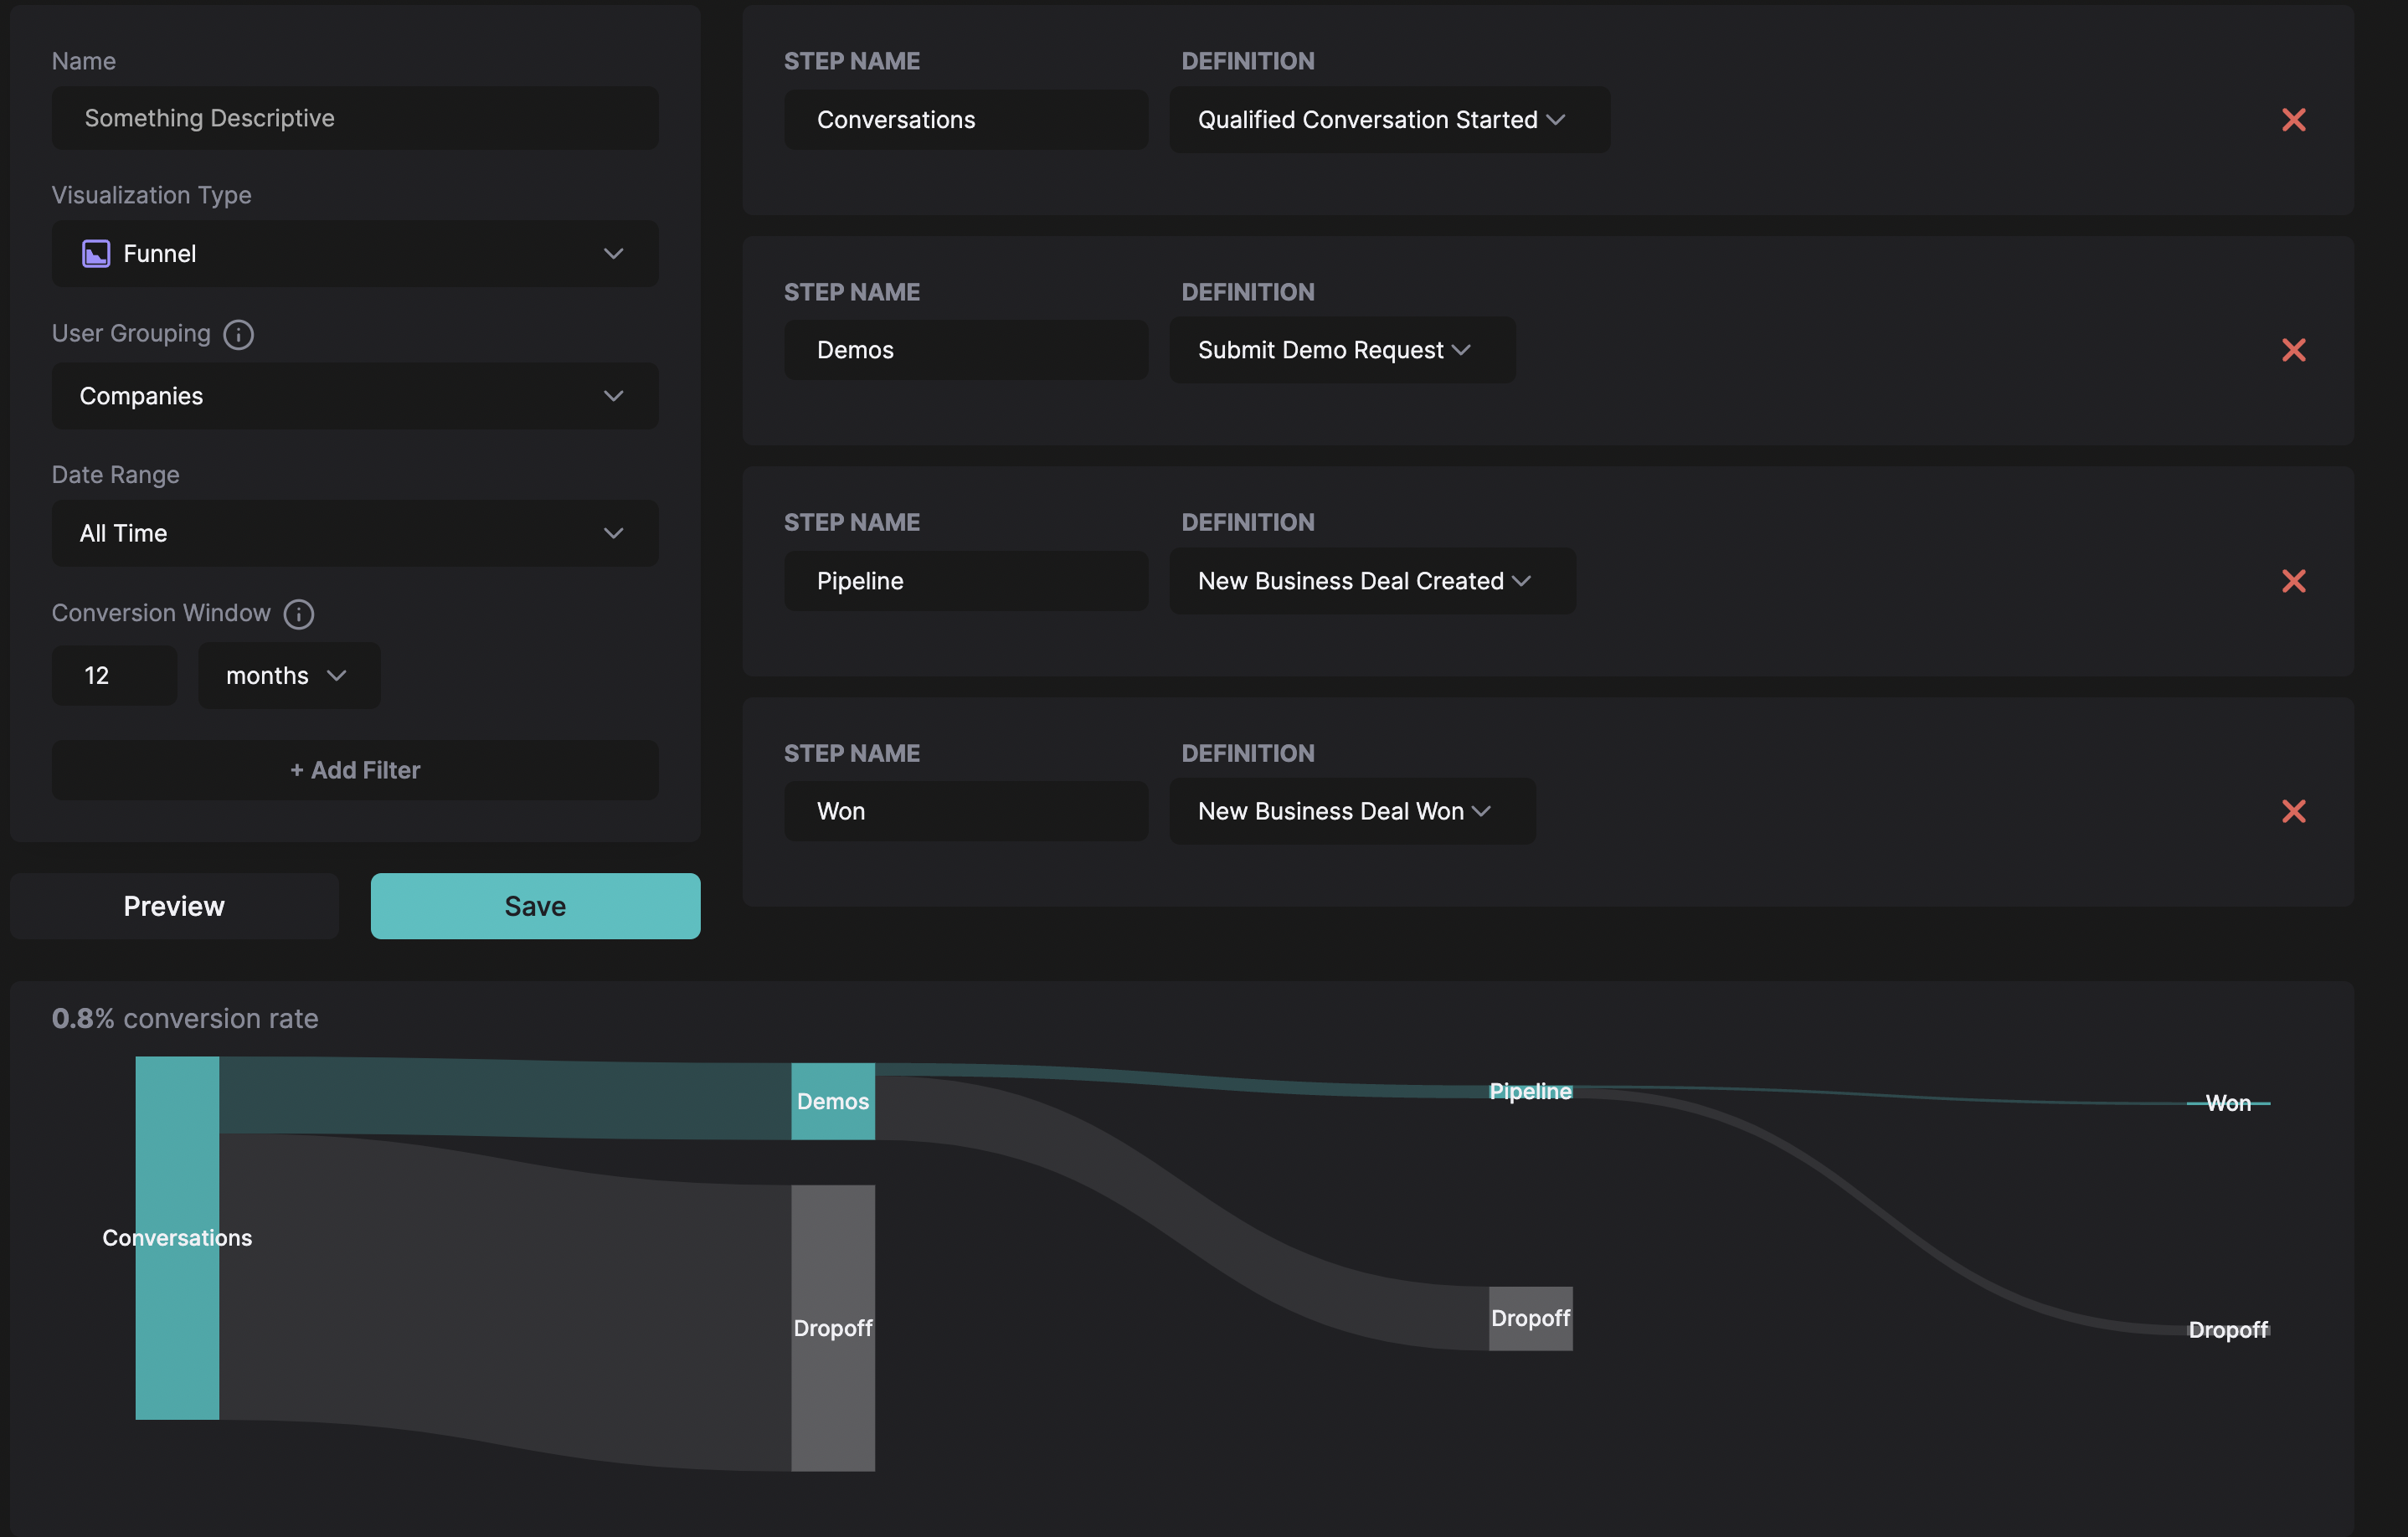 Name
Something Descriptive
Visualization Type
Funnel
User Grouping
Companies
Date Range
All Time
Conversion Window
12 months
+ Add Filter
Preview Save
STEP NAME DEFINITION
Conversations Qualified Conversation Started
STEP NAME DEFINITION
Demos Submit Demo Request
STEP NAME DEFINITION
Pipeline New Business Deal Created
STEP NAME DEFINITION
Won New Business Deal Won
0.8% conversion rate
Conversations
Demos
Dropoff
Pipeline
Dropoff
Won
Dropoff